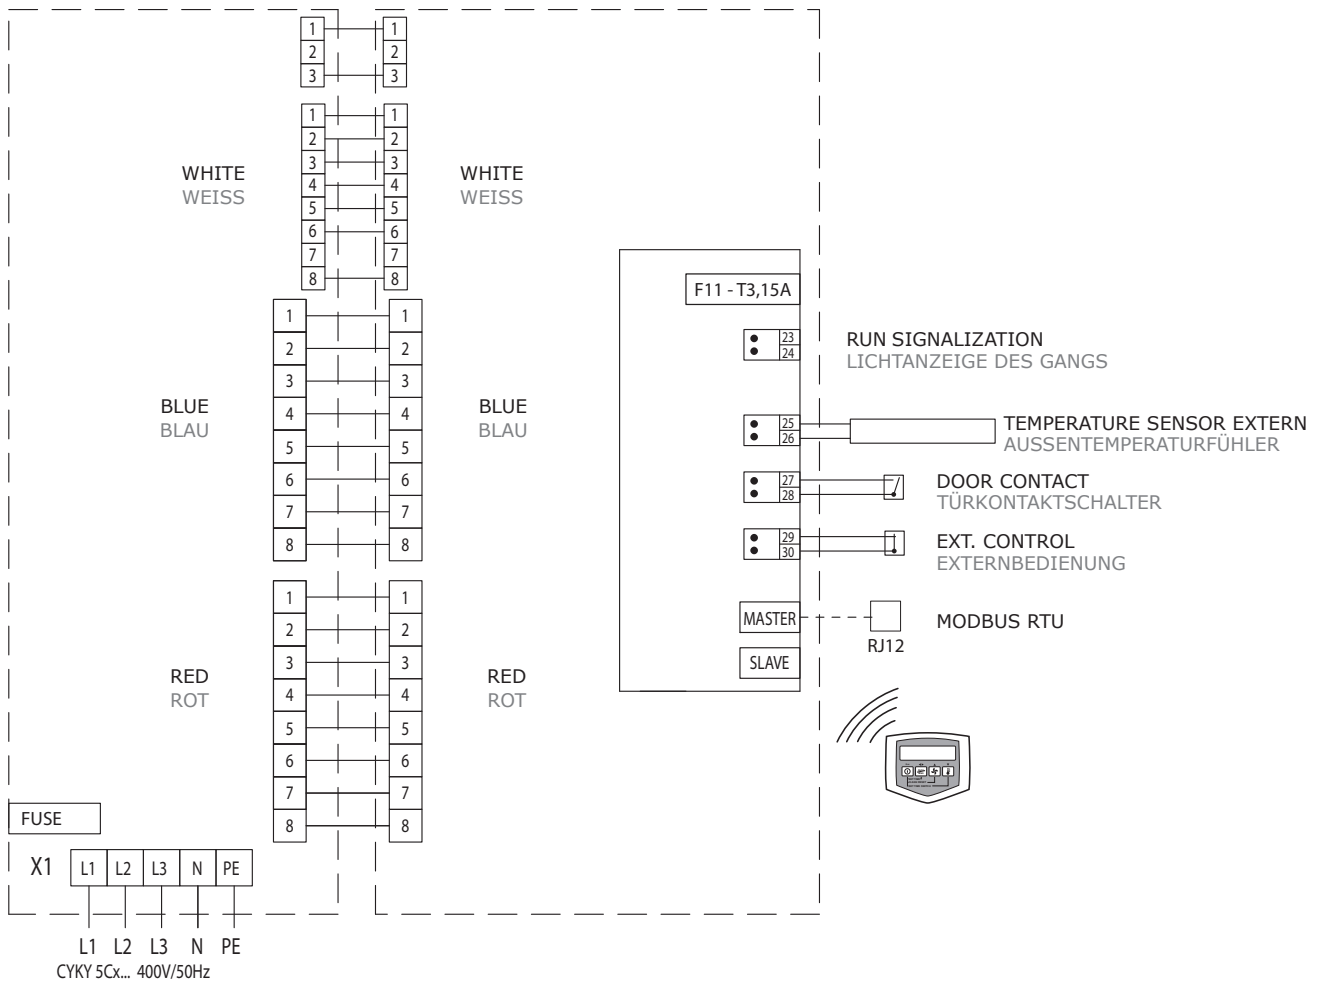 1 1
2 2
3 3
1 1
2 2
3 3
4 4
5 5
6 6
7 7
8 8
WHITE
WEISS
WHITE
WEISS
F11 - T3,15A
1 1
2 2
3 3
4 4
5 5
6 6
7 7
8 8
BLUE
BLAU
BLUE
BLAU
23
24
RUN SIGNALIZATION
LICHTANZEIGE DES GANGS
25
26
TEMPERATURE SENSOR EXTERN
AUSSENTEMPERATURFÜHLER
27
28
DOOR CONTACT
TÜRKONTAKTSCHALTER
29
30
EXT. CONTROL
EXTERNBEDIENUNG
MASTER
RJ12
MODBUS RTU
SLAVE
1 1
2 2
3 3
4 4
5 5
6 6
7 7
8 8
RED
ROT
RED
ROT
FUSE
X1 L1 L2 L3 N PE
L1 L2 L3 N PE
CYKY 5Cx... 400V/50Hz